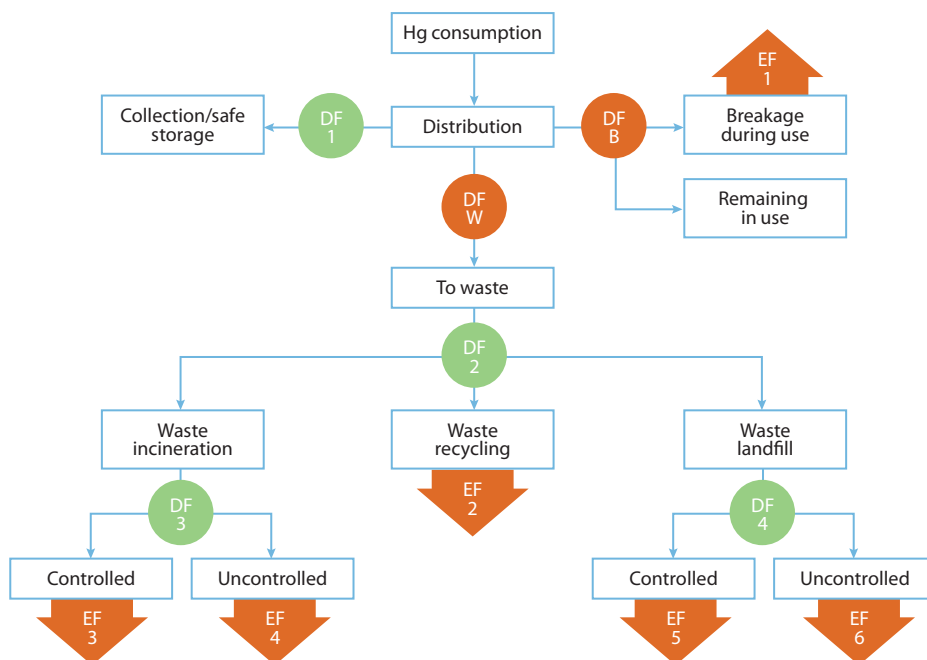 Hg consumption
EF
1
Collection/safe
storage
DF
1
Distribution
DF
B
Breakage
during use
DF
W
Remaining
in use
To waste
DF
2
Waste
incineration
Waste
recycling
Waste
landfill
DF
3
EF
2
DF
4
Controlled
Uncontrolled
Controlled
Uncontrolled
EF
3
EF
4
EF
5
EF
6